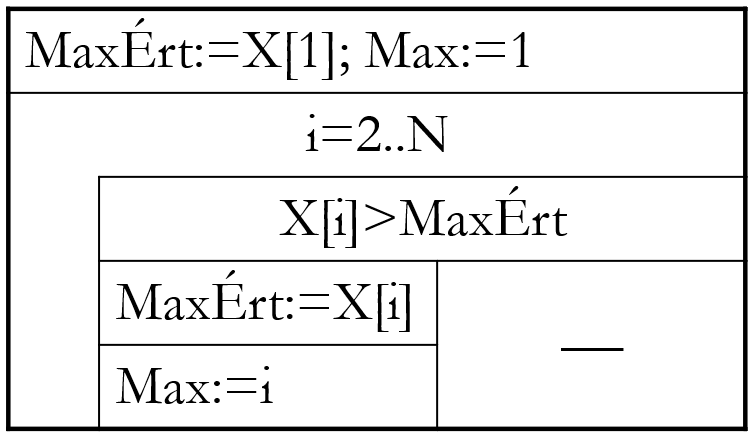 MaxÉrt:=X[1]; Max:=1
i=2..N
X[i]>MaxÉrt
MaxÉrt:=X[i]
—
Max:=i